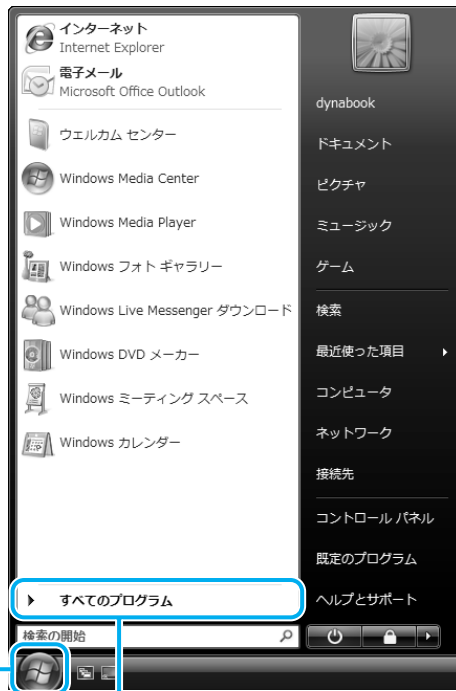 インターネット
Internet Explorer
電子メール
Microsoft Office Outlook
ウェルカム センター
Windows Media Center
Windows Media Player
Windows フォト ギャラリー
Windows Live Messenger ダウンロード
Windows DVD メーカー
Windows ミーティング スペース
Windows カレンダー
すべてのプログラム
検索の開始
dynabook
ドキュメント
ピクチャ
ミュージック
ゲーム
検索
最近使った項目
コンピュータ
ネットワーク
接続先
コントロール パネル
既定のプログラム
ヘルプとサポート